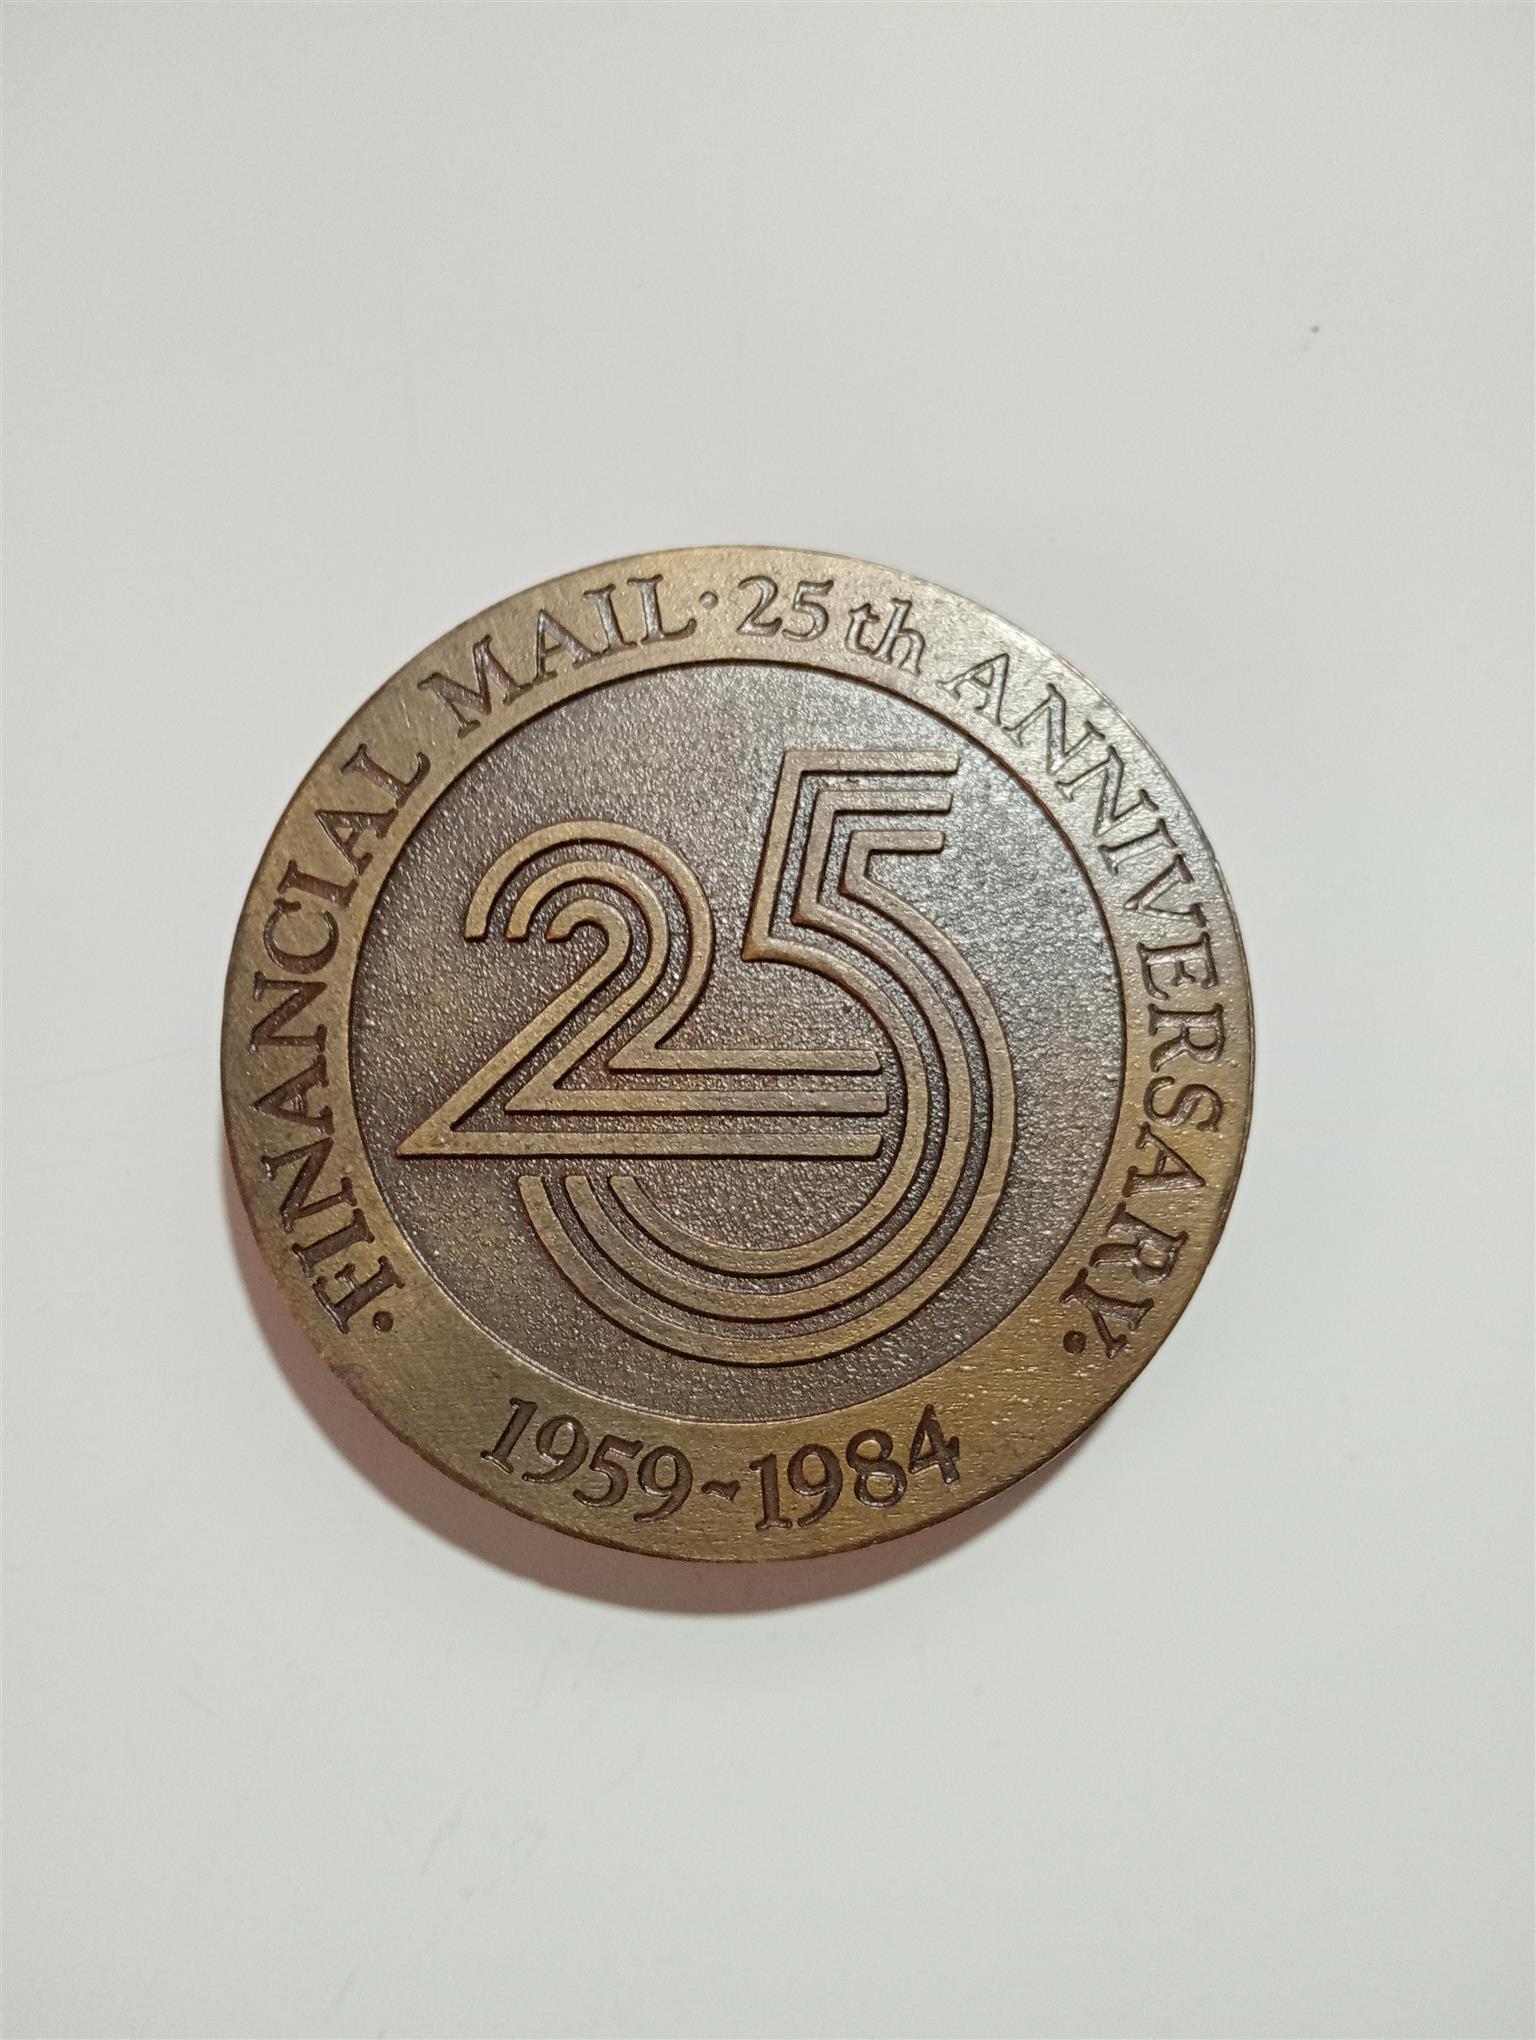 · FINANCIAL MAIL · 25th ANNIVERSARY ·
25
1959~1984